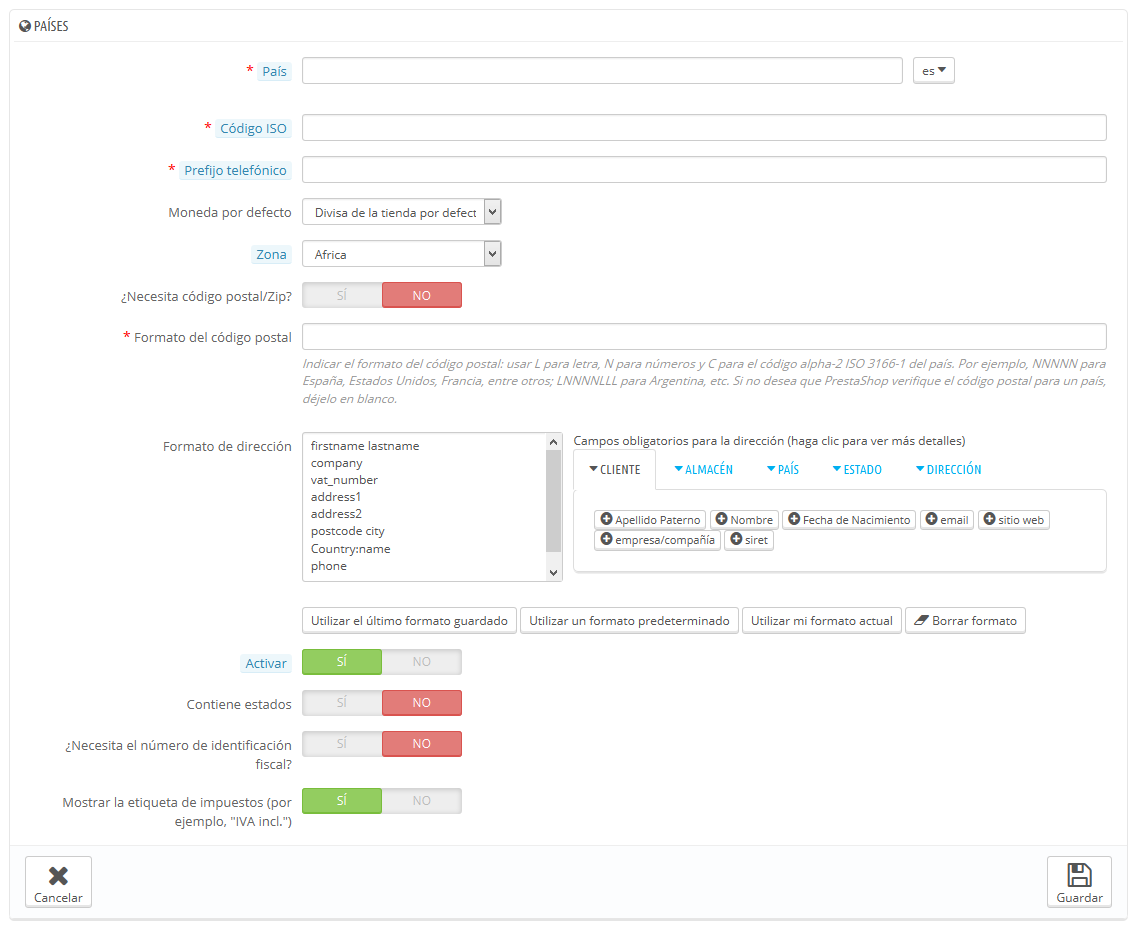 PAÍSES
* País
es
* Código ISO
* Prefijo telefónico
Moneda por defecto
Divisa de la tienda por defect
Zona
Africa
¿Necesita código postal/Zip?
SÍ NO
* Formato del código postal
Indicar el formato del código postal: usar L para letra, N para números y C para el código alpha-2 ISO 3166-1 del país. Por ejemplo, NNNNN para
España, Estados Unidos, Francia, entre otros; LNNNNLLL para Argentina, etc. Si no desea que PrestaShop verifique el código postal para un país,
déjelo en blanco.
Formato de dirección
firstname lastname
company
vat_number
address1
address2
postcode city
Country:name
phone
Campos obligatorios para la dirección (haga clic para ver más detalles)
CLIENTE ALMACÉN PAÍS ESTADO DIRECCIÓN
Apellido Paterno Nombre Fecha de Nacimiento email sitio web
empresa/compañía siret
Utilizar el último formato guardado Utilizar un formato predeterminado Utilizar mi formato actual Borrar formato
Activar
SÍ NO
Contiene estados
SÍ NO
¿Necesita el número de identificación
fiscal?
SÍ NO
Mostrar la etiqueta de impuestos (por
ejemplo, "IVA incl.")
SÍ NO
Cancelar
Guardar